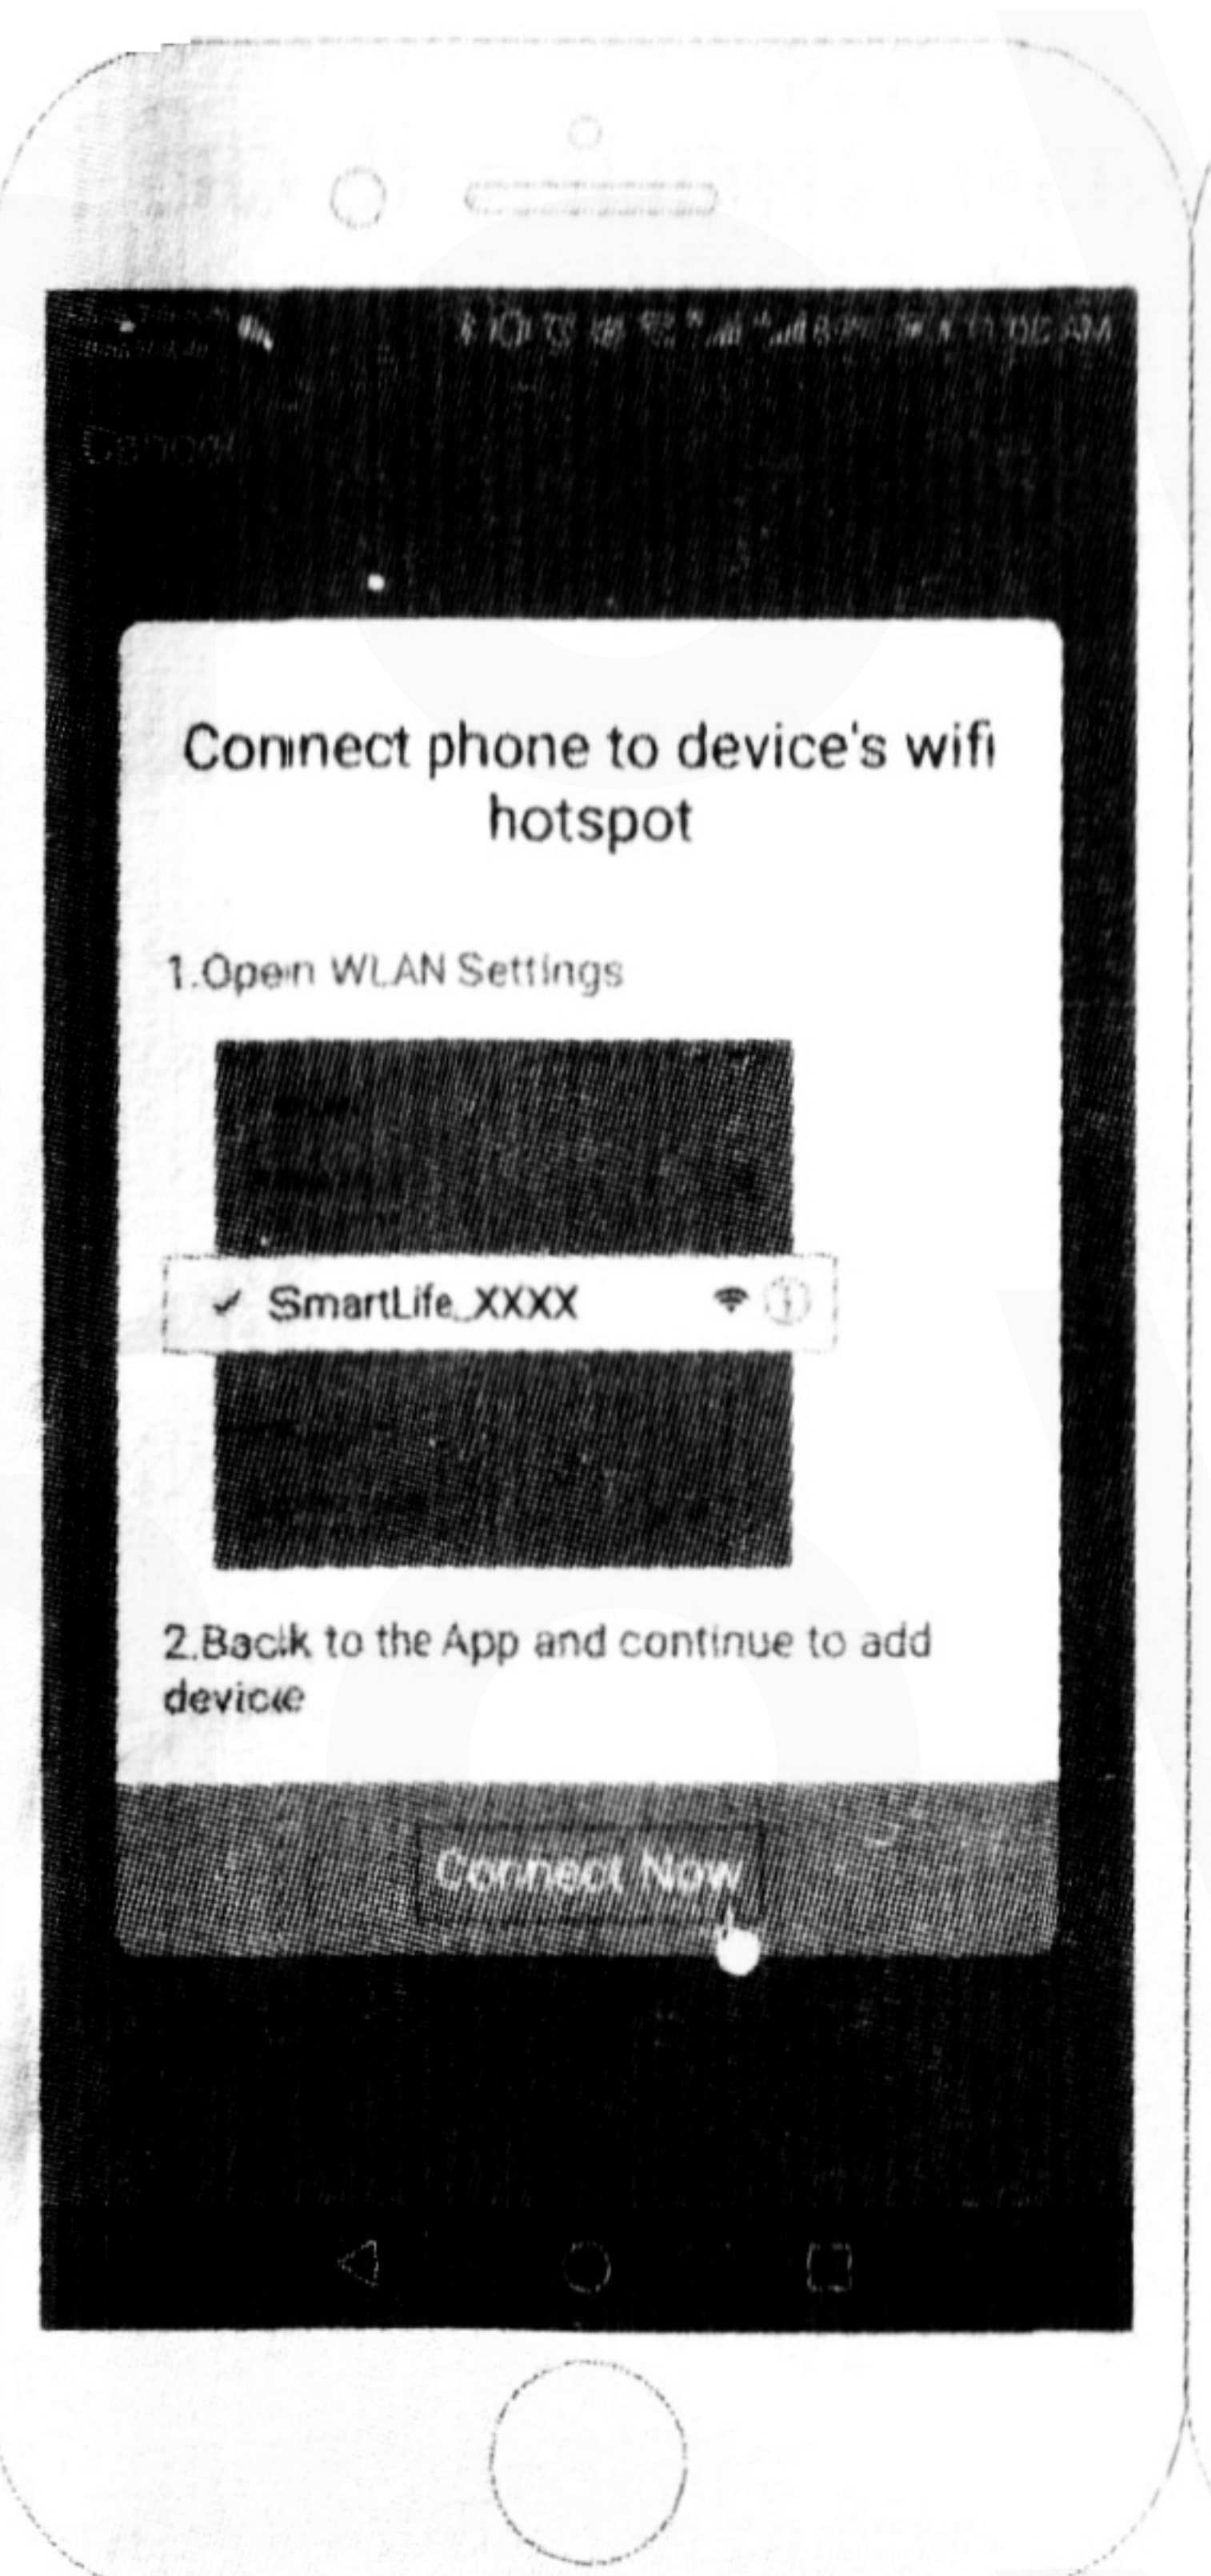 Cancel
Connect phone to device's wifi
hotspot
1.Open WLAN Settings
SmartLife_XXXX
2.Back to the App and continue to add
device
Connect Now